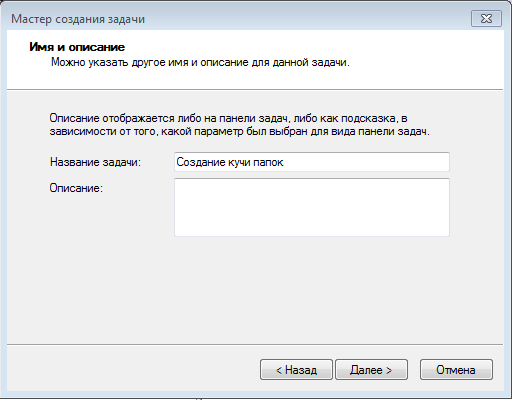 Мастер создания задачи
Имя и описание
Можно указать другое имя и описание для данной задачи.
Описание отображается либо на панели задач, либо как подсказка, в
зависимости от того, какой параметр был выбран для вида панели задач.
Название задачи: Создание кучи папок
Описание:
< Назад Далее > Отмена